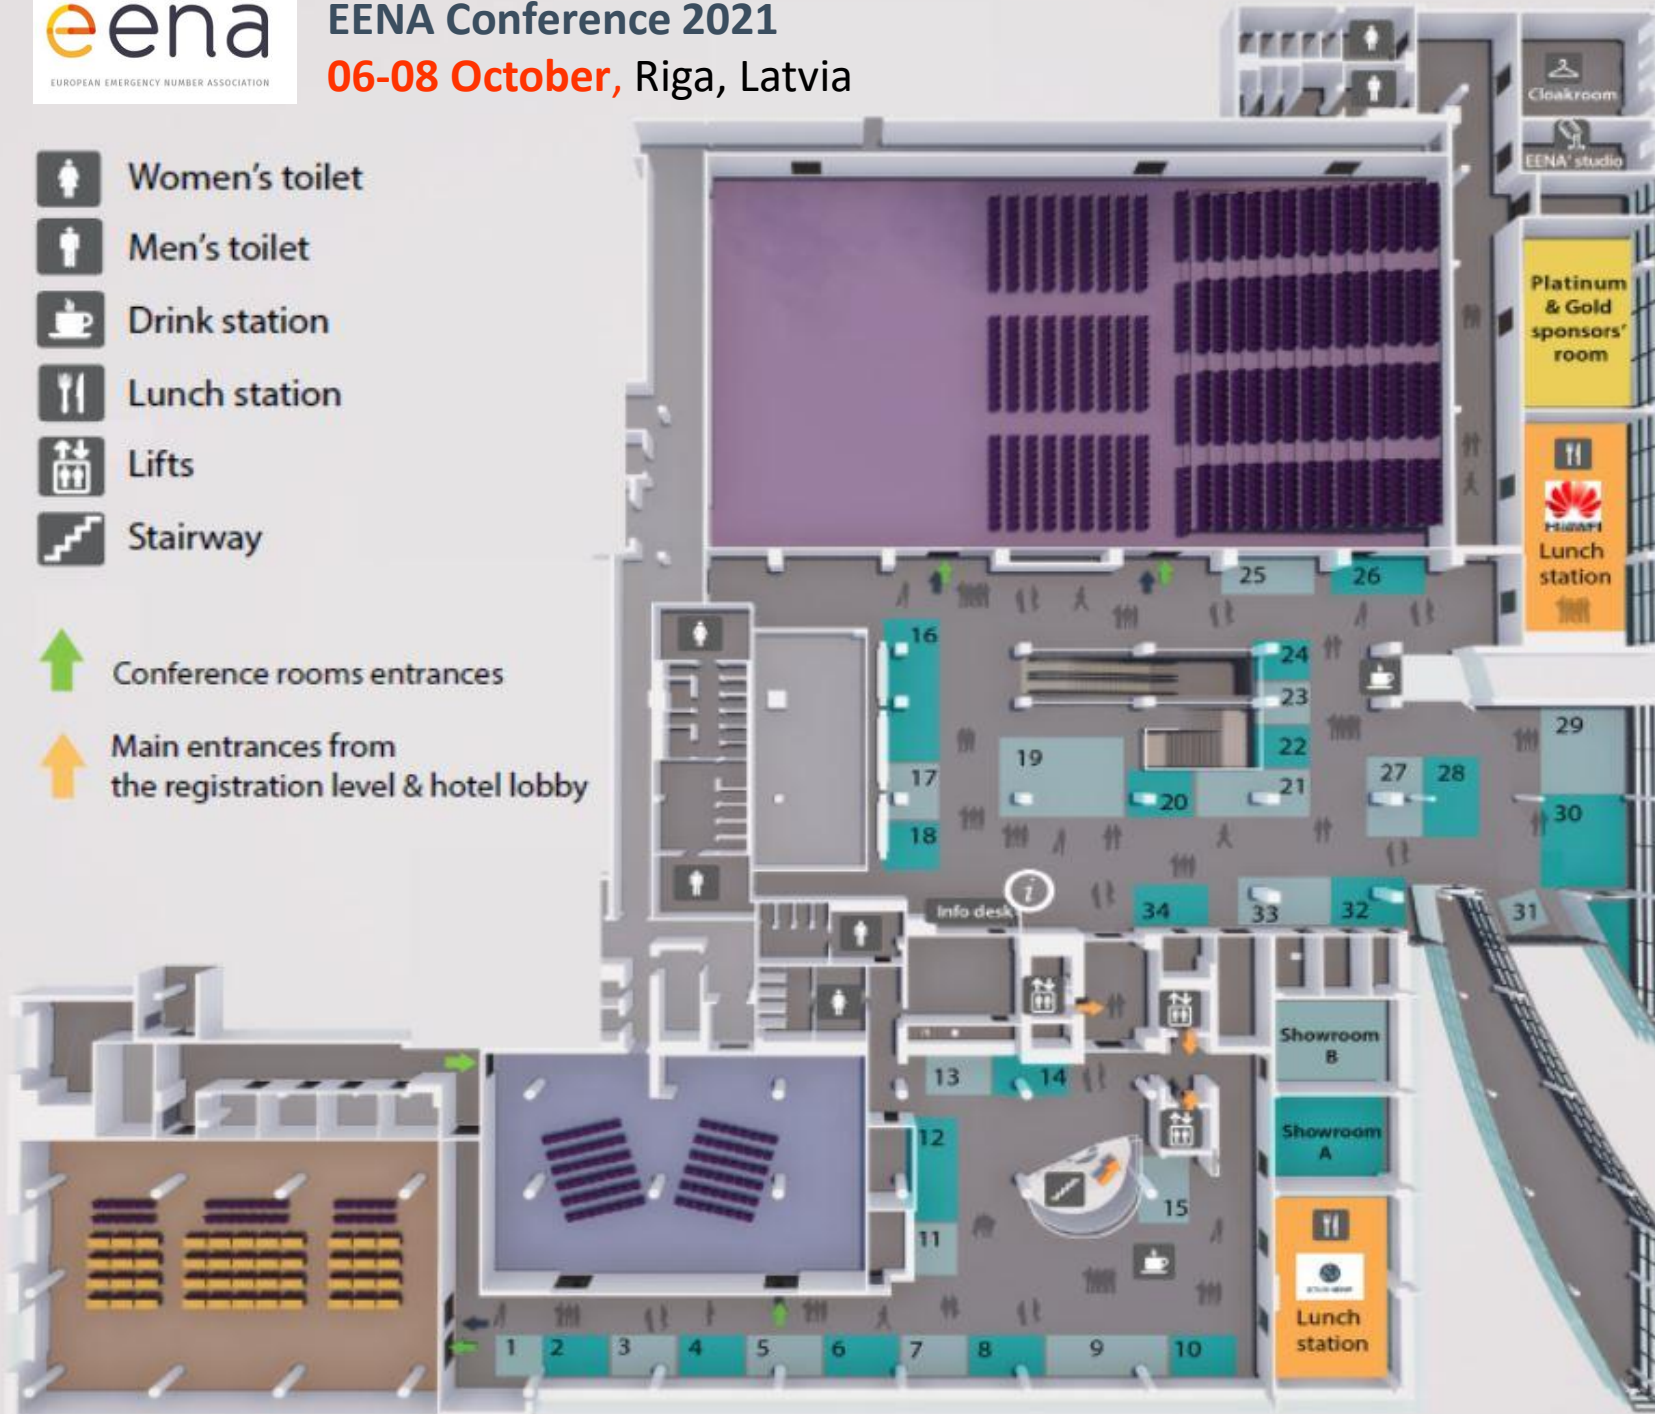 eena
EUROPEAN EMERGENCY NUMBER ASSOCIATION
EENA Conference 2021
06-08 October, Riga, Latvia
Women's toilet
Men's toilet
Drink station
Lunch station
Lifts
Stairway
Conference rooms entrances
Main entrances from
the registration level & hotel lobby
Cloakroom
EENA' studio
Platinum
& Gold
sponsors'
room
HUAWEI
Lunch
station
25
26
16
24
23
22
19
17
21
20
18
27
28
29
30
i
Info desk
34
33
32
31
Showroom
B
13
14
Showroom
A
12
15
11
Lunch
station
1
2
3
4
5
6
7
8
9
10